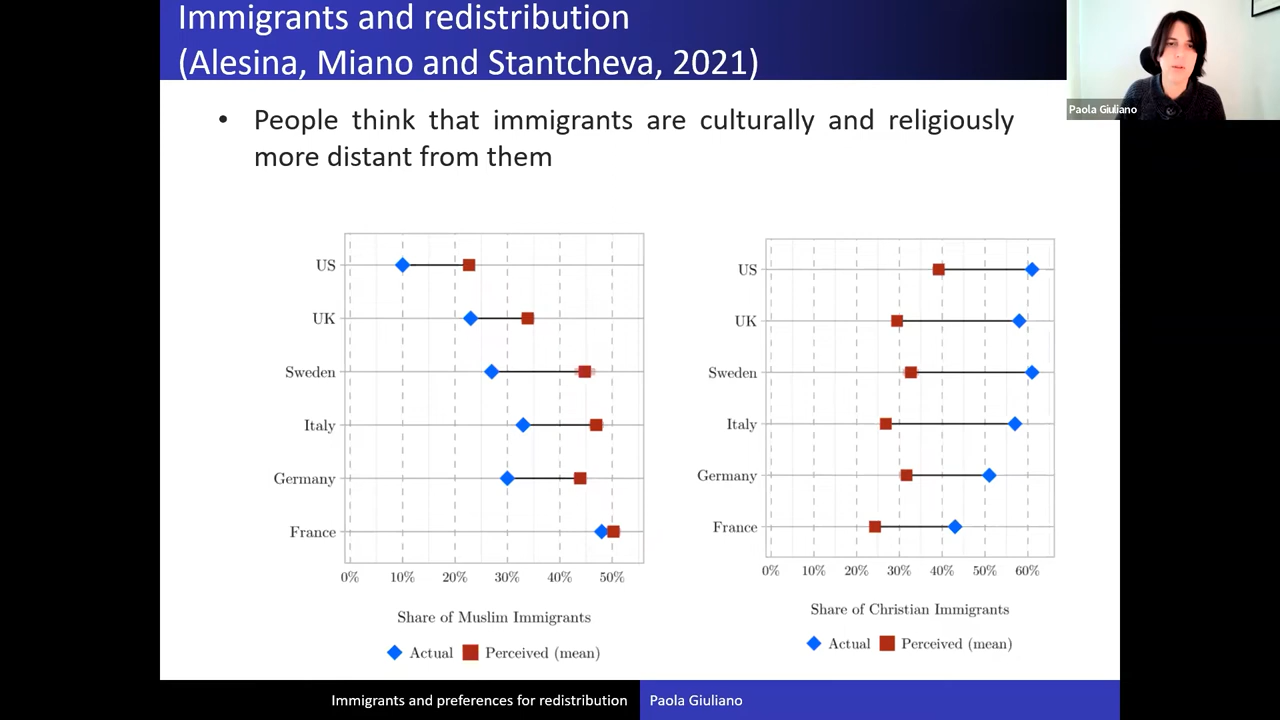 Immigrants and redistribution
(Alesina, Miano and Stantcheva, 2021)
Paola Giuliano
• People think that immigrants are culturally and religiously
more distant from them
US
UK
Sweden
Italy
Germany
France
0% 10% 20% 30% 40% 50%
Share of Muslim Immigrants
Actual Perceived (mean)
US
UK
Sweden
Italy
Germany
France
0% 10% 20% 30% 40% 50% 60%
Share of Christian Immigrants
Actual Perceived (mean)
Immigrants and preferences for redistribution Paola Giuliano